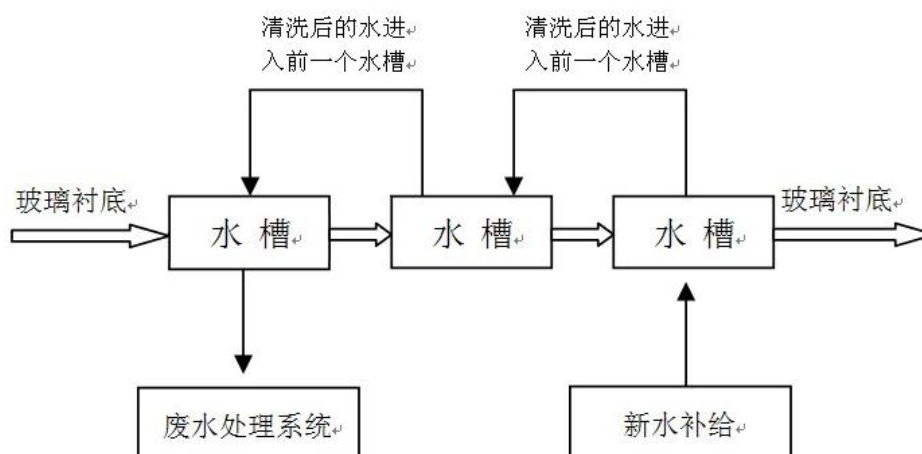 清洗后的水进
入前一个水槽
清洗后的水进
入前一个水槽
玻璃衬底
水 槽
水 槽
水 槽
玻璃衬底
废水处理系统
新水补给